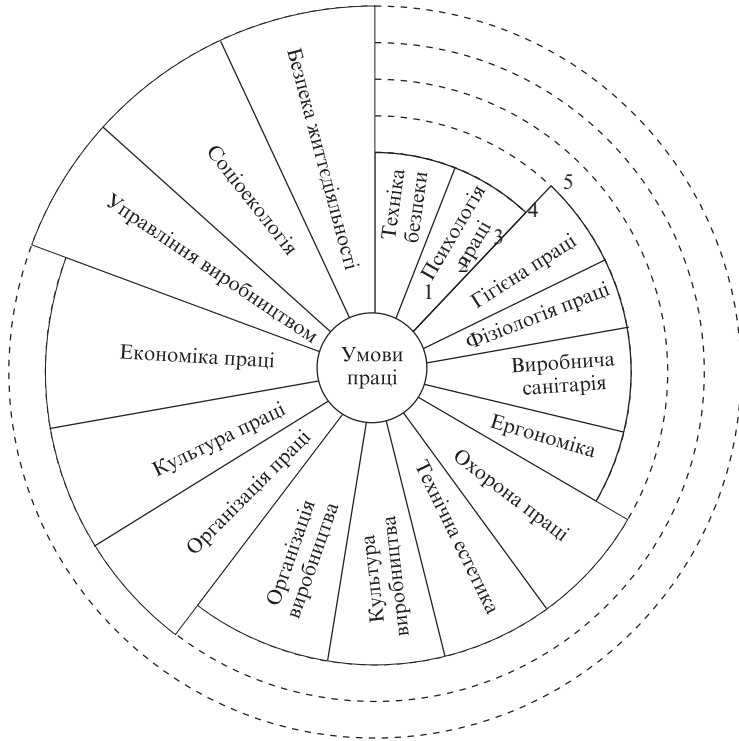 Умови
праці
Техніка
безпеки
Психологія
праці
1
2
3
4
5
Гігієна праці
Фізіологія праці
Виробнича
санітарія
Ергономіка
Охорона праці
Технічна естетика
Культура
виробництва
Організація
виробництва
Організація праці
Культура праці
Економіка праці
Управління виробництвом
Соціоекологія
Безпека життєдіяльності